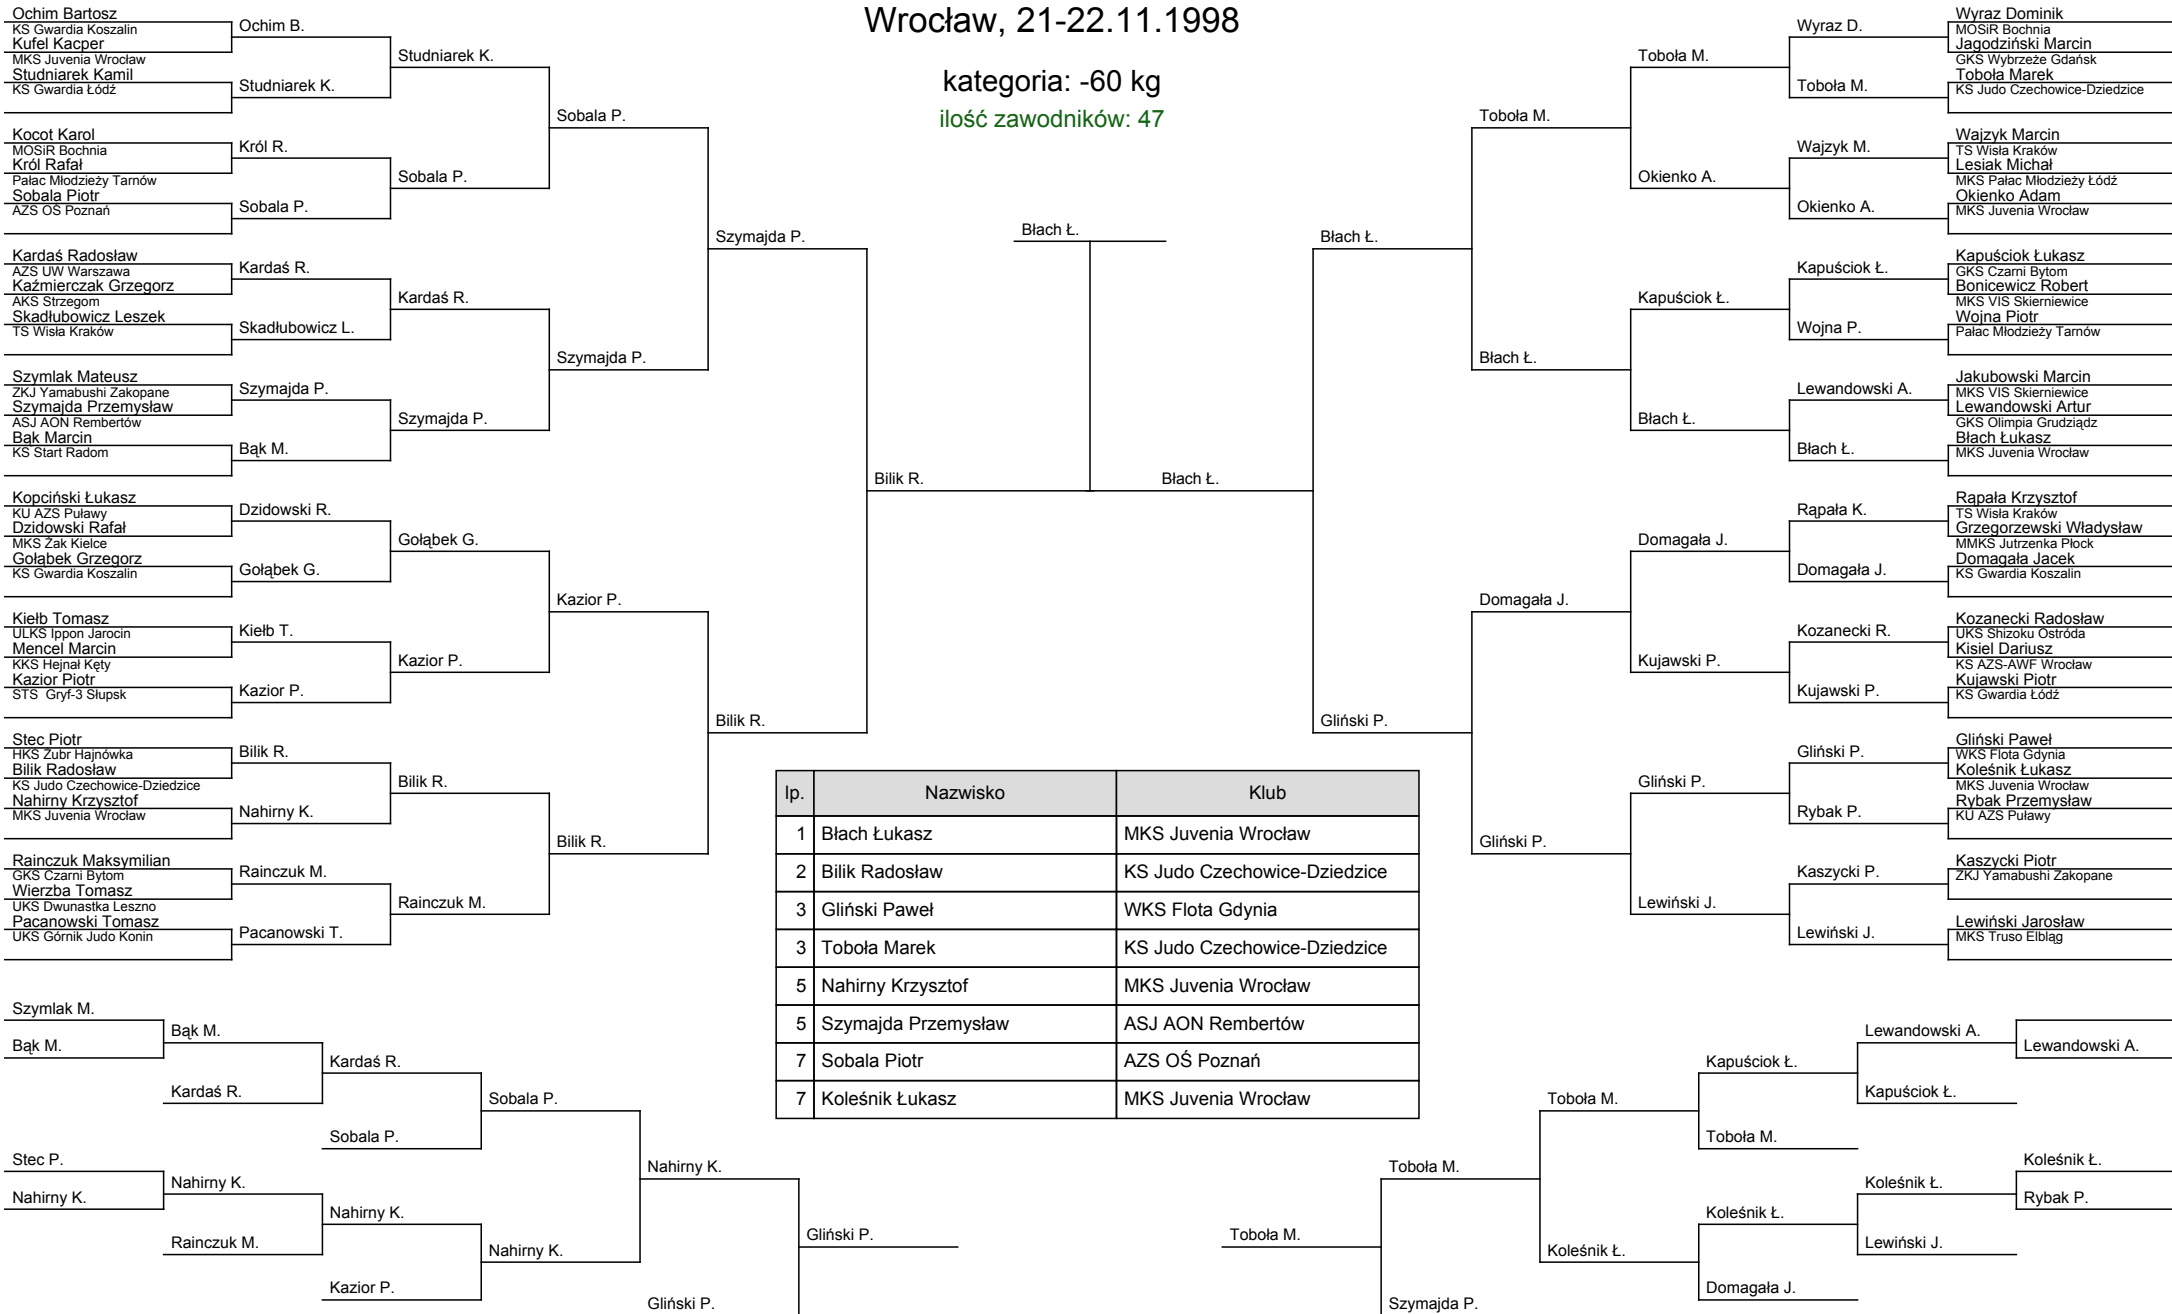 Wrocław, 21-22.11.1998
kategoria: -60 kg
ilość zawodników: 47
Ochim Bartosz
KS Gwardia Koszalin
Kufel Kacper
MKS Juvenia Wrocław
Studniarek Kamil
KS Gwardia Łódź
Kocot Karol
MOSiR Bochnia
Król Rafał
Pałac Młodzieży Tarnów
Sobala Piotr
AZS OŚ Poznań
Kardaś Radosław
AZS UW Warszawa
Kaźmierczak Grzegorz
AKS Strzegom
Skadłubowicz Leszek
TS Wisła Kraków
Szymlak Mateusz
ZKJ Yamabushi Zakopane
Szymajda Przemysław
ASJ AON Rembertów
Bąk Marcin
KS Start Radom
Kopciński Łukasz
KU AZS Puławy
Dzidowski Rafał
MKS Żak Kielce
Gołąbek Grzegorz
KS Gwardia Koszalin
Kiełb Tomasz
ULKS Ippon Jarocin
Mencel Marcin
KKS Hejnał Kęty
Kazior Piotr
STS Gryf-3 Słupsk
Stec Piotr
HKS Żubr Hajnówka
Bilik Radosław
KS Judo Czechowice-Dziedzice
Nahirny Krzysztof
MKS Juvenia Wrocław
Rainczuk Maksymilian
GKS Czarni Bytom
Wierzba Tomasz
UKS Dwunastka Leszno
Pacanowski Tomasz
UKS Górnik Judo Konin
Ochim B.
Studniarek K.
Król R.
Sobala P.
Kardaś R.
Skadłubowicz L.
Szymajda P.
Bąk M.
Dzidowski R.
Gołąbek G.
Kiełb T.
Kazior P.
Bilik R.
Nahirny K.
Rainczuk M.
Pacanowski T.
Studniarek K.
Sobala P.
Kardaś R.
Szymajda P.
Gołąbek G.
Kazior P.
Bilik R.
Rainczuk M.
Sobala P.
Szymajda P.
Kazior P.
Bilik R.
Szymajda P.
Bilik R.
Bilik R.
Błach Ł.
Błach Ł.
Błach Ł.
Gliński P.
Toboła M.
Błach Ł.
Domagała J.
Gliński P.
Toboła M.
Okienko A.
Kapuściok Ł.
Błach Ł.
Domagała J.
Kujawski P.
Gliński P.
Lewiński J.
Wyraz D.
Toboła M.
Wajzyk M.
Okienko A.
Kapuściok Ł.
Wojna P.
Lewandowski A.
Błach Ł.
Rąpała K.
Domagała J.
Kozanecki R.
Kujawski P.
Gliński P.
Rybak P.
Kaszycki P.
Lewiński J.
Wyraz Dominik
MOSiR Bochnia
Jagodziński Marcin
GKS Wybrzeże Gdańsk
Toboła Marek
KS Judo Czechowice-Dziedzice
Wajzyk Marcin
TS Wisła Kraków
Lesiak Michał
MKS Pałac Młodzieży Łódź
Okienko Adam
MKS Juvenia Wrocław
Kapuściok Łukasz
GKS Czarni Bytom
Bonicewicz Robert
MKS VIS Skierniewice
Wojna Piotr
Pałac Młodzieży Tarnów
Jakubowski Marcin
MKS VIS Skierniewice
Lewandowski Artur
GKS Olimpia Grudziądz
Błach Łukasz
MKS Juvenia Wrocław
Rąpała Krzysztof
TS Wisła Kraków
Grzegorzewski Władysław
MMKS Jutrzenka Płock
Domagała Jacek
KS Gwardia Koszalin
Kozanecki Radosław
UKS Shizoku Ostróda
Kisiel Dariusz
KS AZS-AWF Wrocław
Kujawski Piotr
KS Gwardia Łódź
Gliński Paweł
WKS Flota Gdynia
Koleśnik Łukasz
MKS Juvenia Wrocław
Rybak Przemysław
KU AZS Puławy
Kaszycki Piotr
ZKJ Yamabushi Zakopane
Lewiński Jarosław
MKS Truso Elbląg
lp. Nazwisko Klub
1 Błach Łukasz MKS Juvenia Wrocław
2 Bilik Radosław KS Judo Czechowice-Dziedzice
3 Gliński Paweł WKS Flota Gdynia
3 Toboła Marek KS Judo Czechowice-Dziedzice
5 Nahirny Krzysztof MKS Juvenia Wrocław
5 Szymajda Przemysław ASJ AON Rembertów
7 Sobala Piotr AZS OŚ Poznań
7 Koleśnik Łukasz MKS Juvenia Wrocław
Szymlak M.
Bąk M.
Stec P.
Nahirny K.
Bąk M.
Kardaś R.
Nahirny K.
Rainczuk M.
Kardaś R.
Sobala P.
Nahirny K.
Kazior P.
Sobala P.
Nahirny K.
Nahirny K.
Gliński P.
Gliński P.
Toboła M.
Toboła M.
Szymajda P.
Toboła M.
Koleśnik Ł.
Kapuściok Ł.
Toboła M.
Koleśnik Ł.
Domagała J.
Lewandowski A.
Kapuściok Ł.
Koleśnik Ł.
Lewiński J.
Lewandowski A.
Koleśnik Ł.
Rybak P.